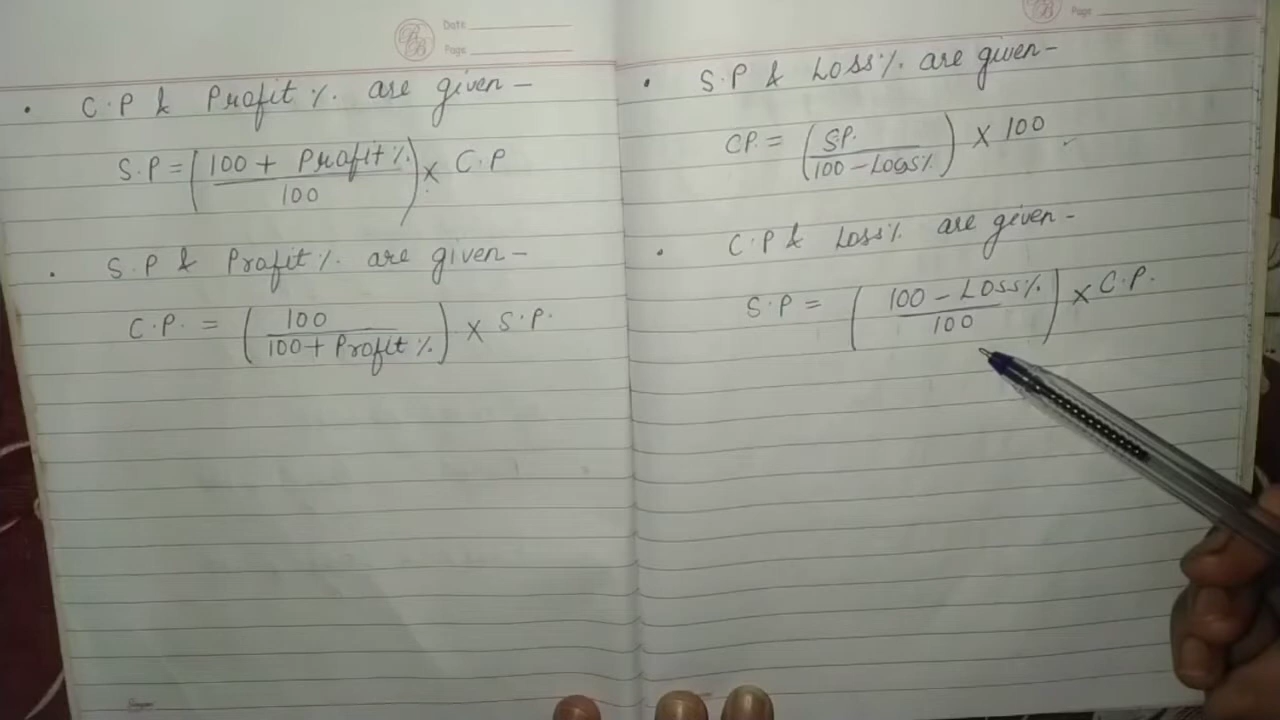 Date
Page
• C.P & Profit % are given –
S.P = (100 + Profit % / 100) × C.P
• S.P & Profit % are given –
C.P. = (100 / 100 + Profit %) × S.P.
Page
• S.P & Loss % are given –
CP = (S.P. / 100 – Loss %) × 100
• C.P & Loss % are given –
S.P = (100 – Loss % / 100) × C.P.